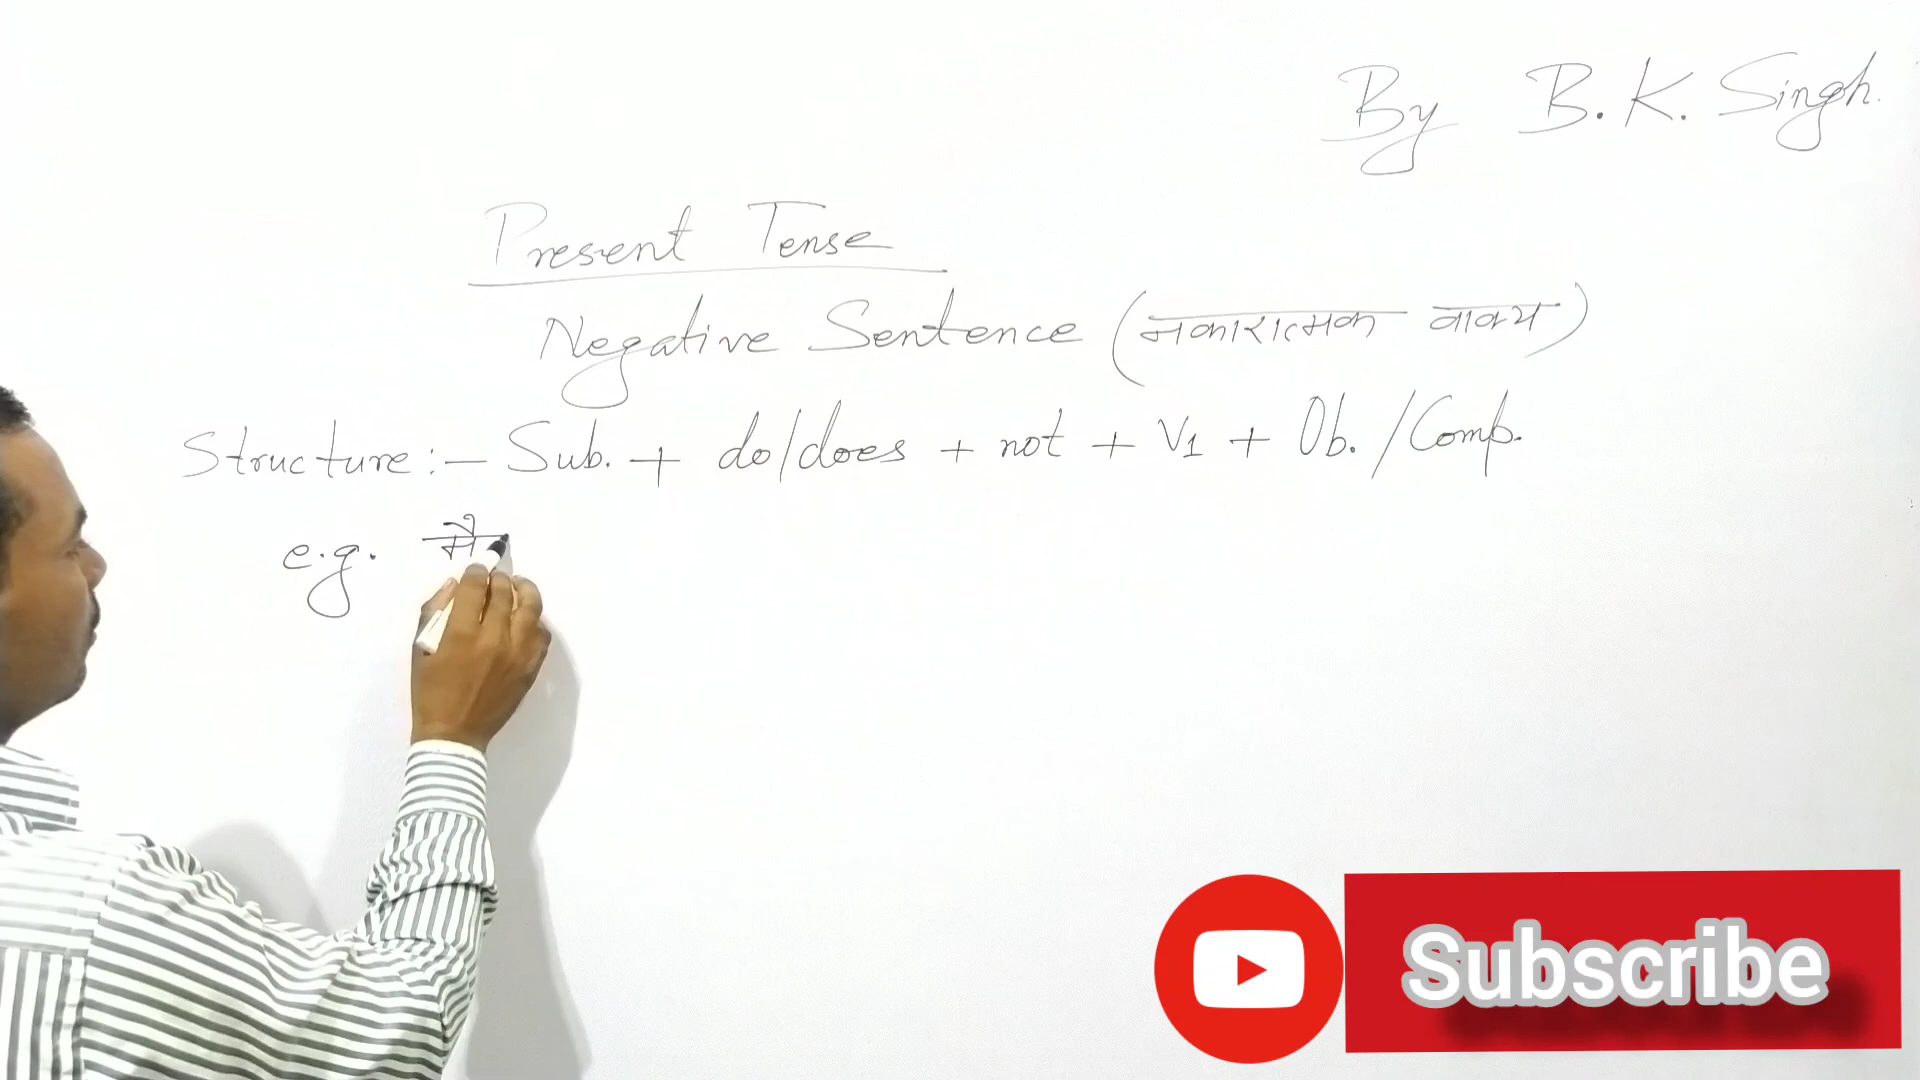 By B. K. Singh.
Present Tense
Negative Sentence (नकारात्मक वाक्य)
Structure :- Sub. + do/does + not + V1 + Ob. / Comp.
e.g. मै
Subscribe